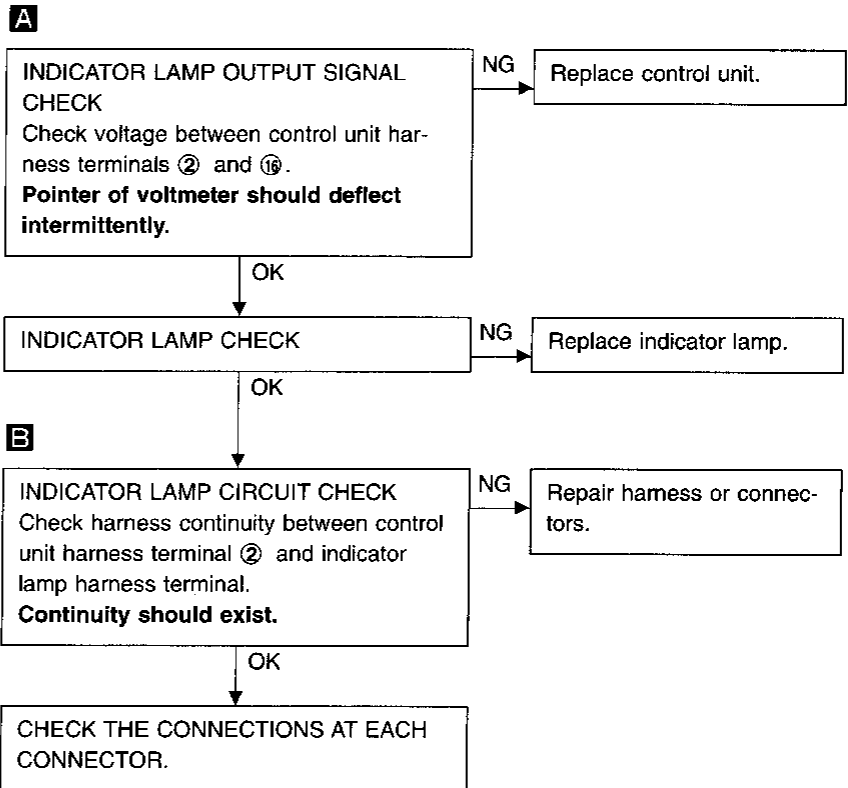 A
INDICATOR LAMP OUTPUT SIGNAL
CHECK
Check voltage between control unit har-
ness terminals ② and ⑯.
Pointer of voltmeter should deflect
intermittently.
NG
Replace control unit.
OK
INDICATOR LAMP CHECK
NG
Replace indicator lamp.
OK
B
INDICATOR LAMP CIRCUIT CHECK
Check harness continuity between control
unit harness terminal ② and indicator
lamp harness terminal.
Continuity should exist.
NG
Repair harness or connec-
tors.
OK
CHECK THE CONNECTIONS AT EACH
CONNECTOR.